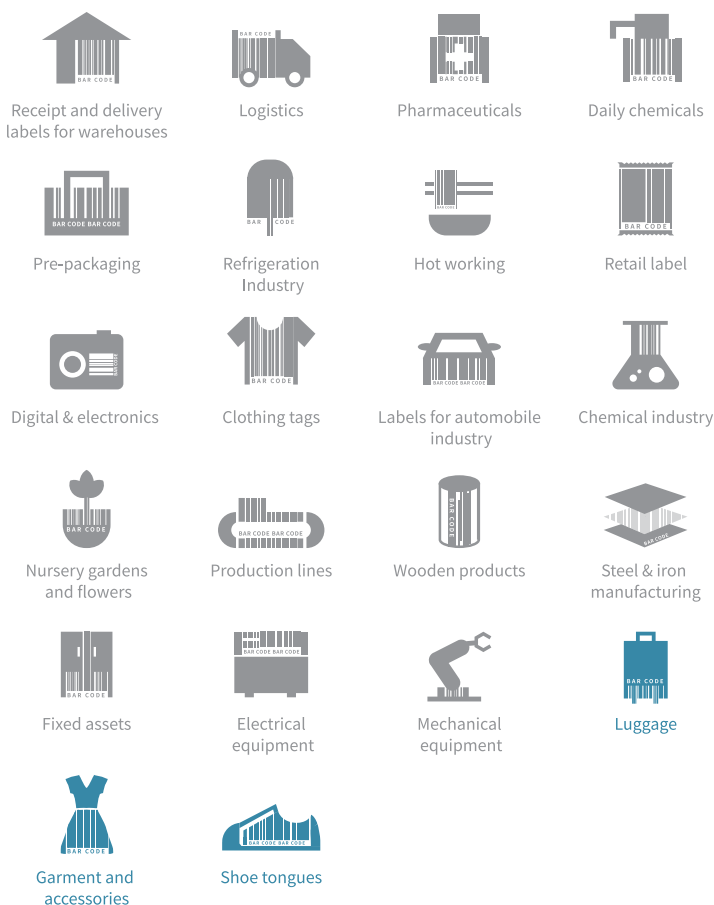 BAR CODE
BAR CODE
BAR CODE
Receipt and delivery
labels for warehouses
Logistics
Pharmaceuticals
Daily chemicals
BAR CODE
BAR CODE
BAR CODE BAR CODE
BAR CODE
BAR CODE
BAR CODE
Pre-packaging
Refrigeration
Industry
Hot working
Retail label
BAR CODE
BAR CODE
BAR CODE BAR CODE
Digital & electronics
Clothing tags
Labels for automobile
industry
Chemical industry
BAR CODE
BAR CODE BAR CODE
BAR CODE
BAR CODE
Nursery gardens
and flowers
Production lines
Wooden products
Steel & iron
manufacturing
BAR CODE
BAR CODE BAR CODE
BAR CODE
Fixed assets
Electrical
equipment
Mechanical
equipment
Luggage
BAR CODE
BAR CODE BAR CODE
Garment and
accessories
Shoe tongues